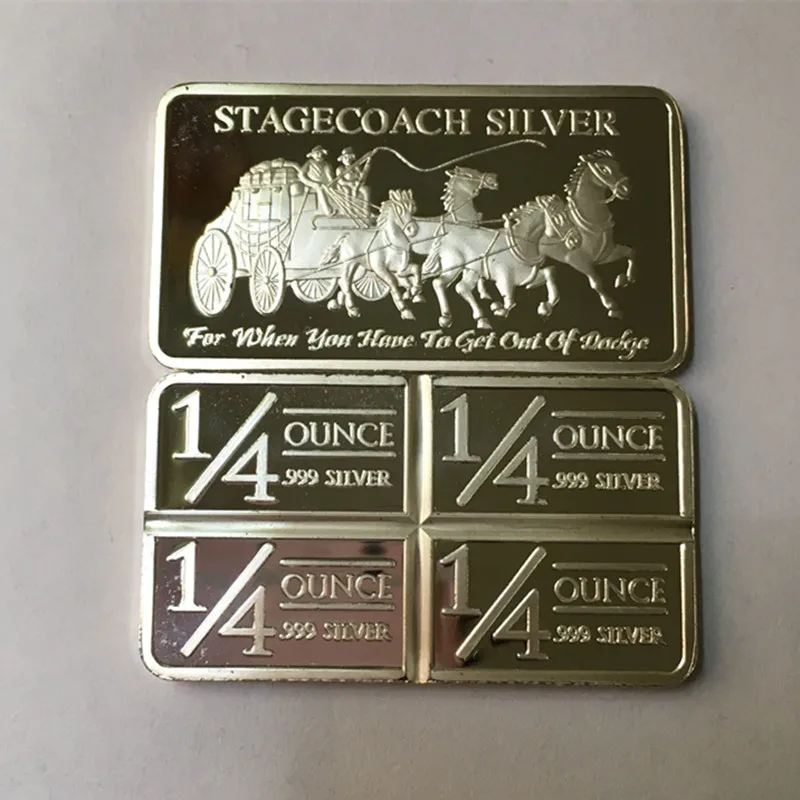 STAGECOACH SILVER
For When You Have To Get Out Of Dodge
1/4 OUNCE
.999 SILVER
1/4 OUNCE
.999 SILVER
1/4 OUNCE
.999 SILVER
1/4 OUNCE
.999 SILVER